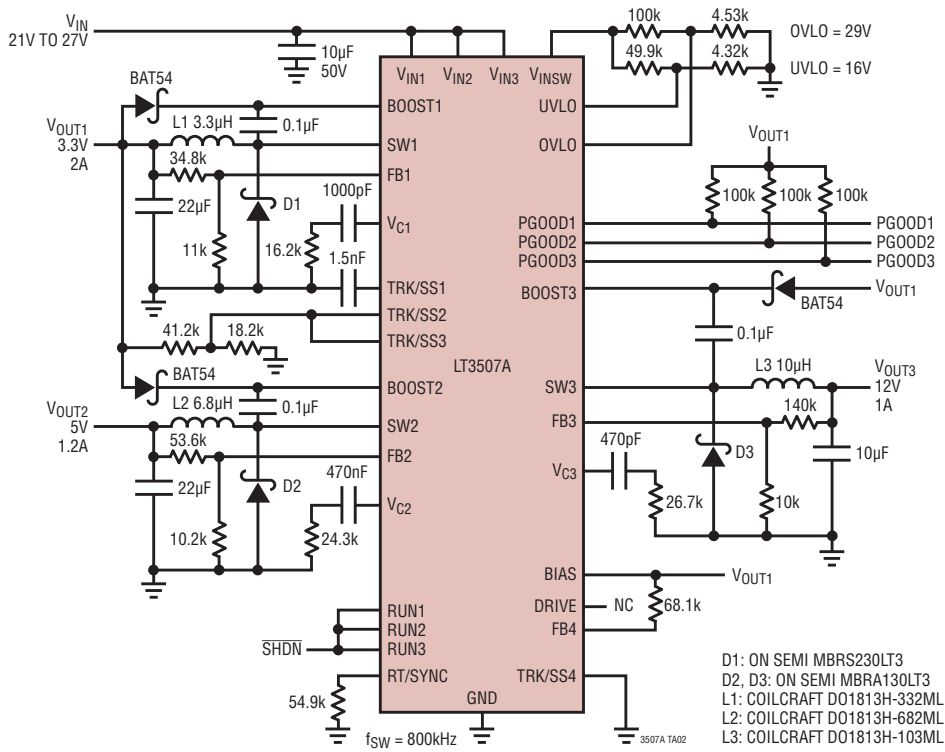 VIN
21V TO 27V
10µF
50V
VIN1
VIN2
VIN3
VINSW
100k
4.53k
OVLO = 29V
49.9k
4.32k
UVLO = 16V
BAT54
BOOST1
UVLO
VOUT1
3.3V
2A
L1 3.3µH
0.1µF
SW1
OVLO
34.8k
FB1
22µF
D1
1000pF
VC1
11k
16.2k
1.5nF
TRK/SS1
VOUT1
100k
100k
100k
PGOOD1
PGOOD1
PGOOD2
PGOOD2
PGOOD3
PGOOD3
BOOST3
BAT54
VOUT1
TRK/SS2
TRK/SS3
41.2k
18.2k
LT3507A
0.1µF
BAT54
BOOST2
SW3
L3 10µH
VOUT3
12V
1A
VOUT2
5V
1.2A
L2 6.8µH
0.1µF
SW2
FB3
140k
53.6k
FB2
470pF
D3
10µF
22µF
D2
470nF
VC2
VC3
26.7k
10k
10.2k
24.3k
BIAS
VOUT1
DRIVE
NC
68.1k
FB4
RUN1
RUN2
SHDN
RUN3
RT/SYNC
TRK/SS4
54.9k
GND
fSW = 800kHz
3507A TA02
D1: ON SEMI MBRS230LT3
D2, D3: ON SEMI MBRA130LT3
L1: COILCRAFT DO1813H-332ML
L2: COILCRAFT DO1813H-682ML
L3: COILCRAFT DO1813H-103ML